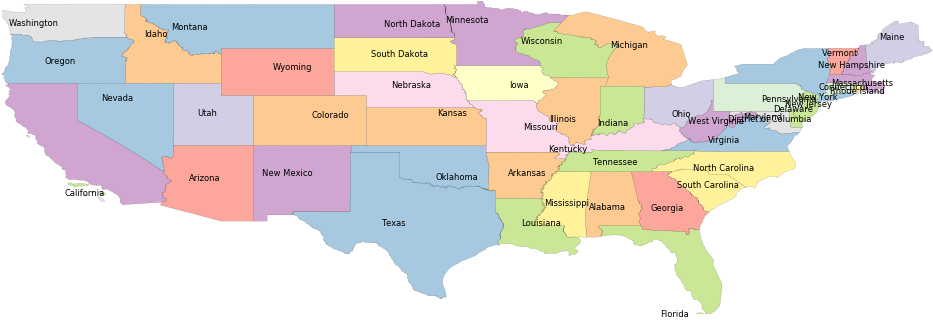 Washington
Oregon
California
Nevada
Idaho
Montana
Wyoming
Utah
Arizona
Colorado
New Mexico
North Dakota
South Dakota
Nebraska
Kansas
Oklahoma
Texas
Minnesota
Iowa
Missouri
Arkansas
Louisiana
Wisconsin
Illinois
Michigan
Indiana
Kentucky
Tennessee
Mississippi
Alabama
Georgia
Florida
Ohio
West Virginia
Virginia
North Carolina
South Carolina
Pennsylvania
New York
New Jersey
Delaware
Maryland
District of Columbia
Vermont
New Hampshire
Maine
Massachusetts
Connecticut
Rhode Island